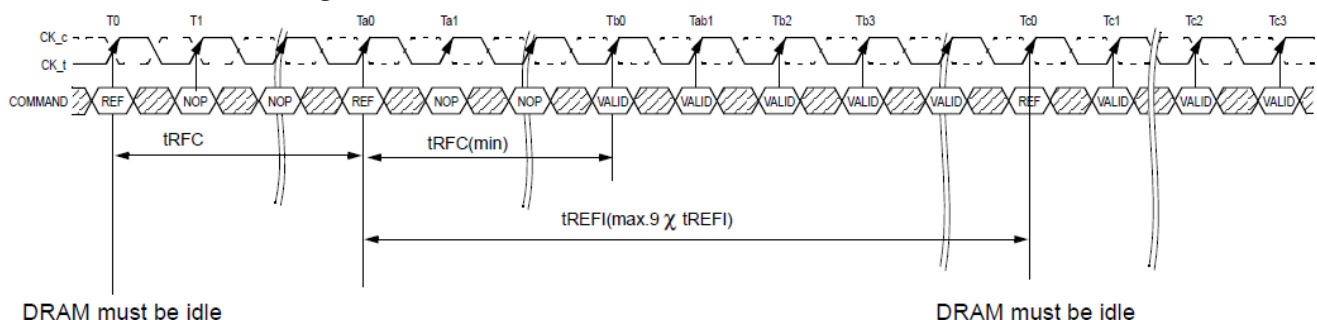 T0 T1 Ta0 Ta1 Tb0 Tab1 Tb2 Tb3 Tc0 Tc1 Tc2 Tc3
CK_c
CK_t
COMMAND REF NOP NOP REF NOP NOP VALID VALID VALID VALID VALID REF VALID VALID VALID
tRFC tRFC(min)
tREFI(max.9 χ tREFI)
DRAM must be idle DRAM must be idle